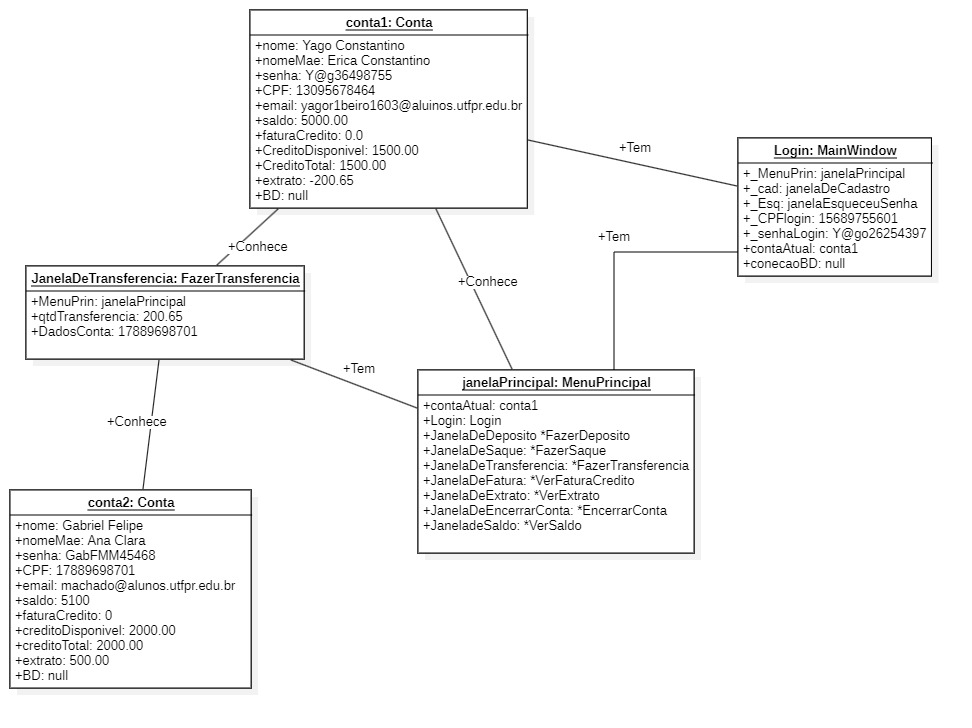 conta1: Conta
+nome: Yago Constantino
+nomeMae: Erica Constantino
+senha: Y@g36498755
+CPF: 13095678464
+email: yagor1beiro1603@aluinos.utfpr.edu.br
+saldo: 5000.00
+faturaCredito: 0.0
+CreditoDisponivel: 1500.00
+CreditoTotal: 1500.00
+extrato: -200.65
+BD: null
+Tem
Login: MainWindow
+_MenuPrin: janelaPrincipal
+_cad: janelaDeCadastro
+_Esq: janelaEsqueceuSenha
+_CPFlogin: 15689755601
+_senhaLogin: Y@go26254397
+contaAtual: conta1
+conecaoBD: null
+Tem
+Conhece
+Conhece
JanelaDeTransferencia: FazerTransferencia
+MenuPrin: janelaPrincipal
+qtdTransferencia: 200.65
+DadosConta: 17889698701
+Tem
+Conhece
janelaPrincipal: MenuPrincipal
+contaAtual: conta1
+Login: Login
+JanelaDeDeposito *FazerDeposito
+JanelaDeSaque: *FazerSaque
+JanelaDeTransferencia: *FazerTransferencia
+JanelaDeFatura: *VerFaturaCredito
+JanelaDeExtrato: *VerExtrato
+JanelaDeEncerrarConta: *EncerrarConta
+JaneladeSaldo: *VerSaldo
conta2: Conta
+nome: Gabriel Felipe
+nomeMae: Ana Clara
+senha: GabFMM45468
+CPF: 17889698701
+email: machado@alunos.utfpr.edu.br
+saldo: 5100
+faturaCredito: 0
+creditoDisponivel: 2000.00
+creditoTotal: 2000.00
+extrato: 500.00
+BD: null